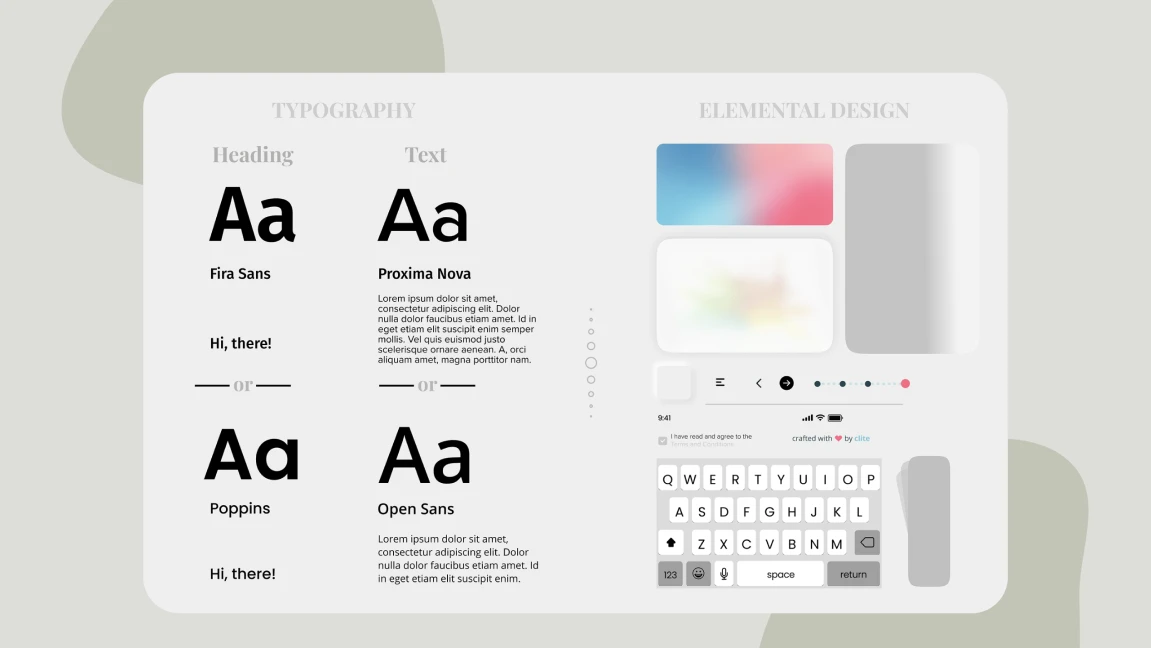 TYPOGRAPHY
Heading
Text
Aa
Aa
Fira Sans
Proxima Nova
Lorem ipsum dolor sit amet,
consectetur adipiscing elit. Dolor
nulla dolor faucibus etiam amet. Id in
eget etiam elit suscipit enim semper
mollis. Vel quis euismod justo
scelerisque ornare aenean. A, orci
aliquam amet, magna porttitor nam.
Hi, there!
or
or
Aa
Aa
Poppins
Open Sans
Lorem ipsum dolor sit amet,
consectetur adipiscing elit. Dolor
nulla dolor faucibus etiam amet. Id
in eget etiam elit suscipit enim.
Hi, there!
ELEMENTAL DESIGN
9:41
I have read and agree to the
Terms and Conditions
crafted with ❤ by clite
Q W E R T Y U I O P
A S D F G H J K L
Z X C V B N M
123 space return